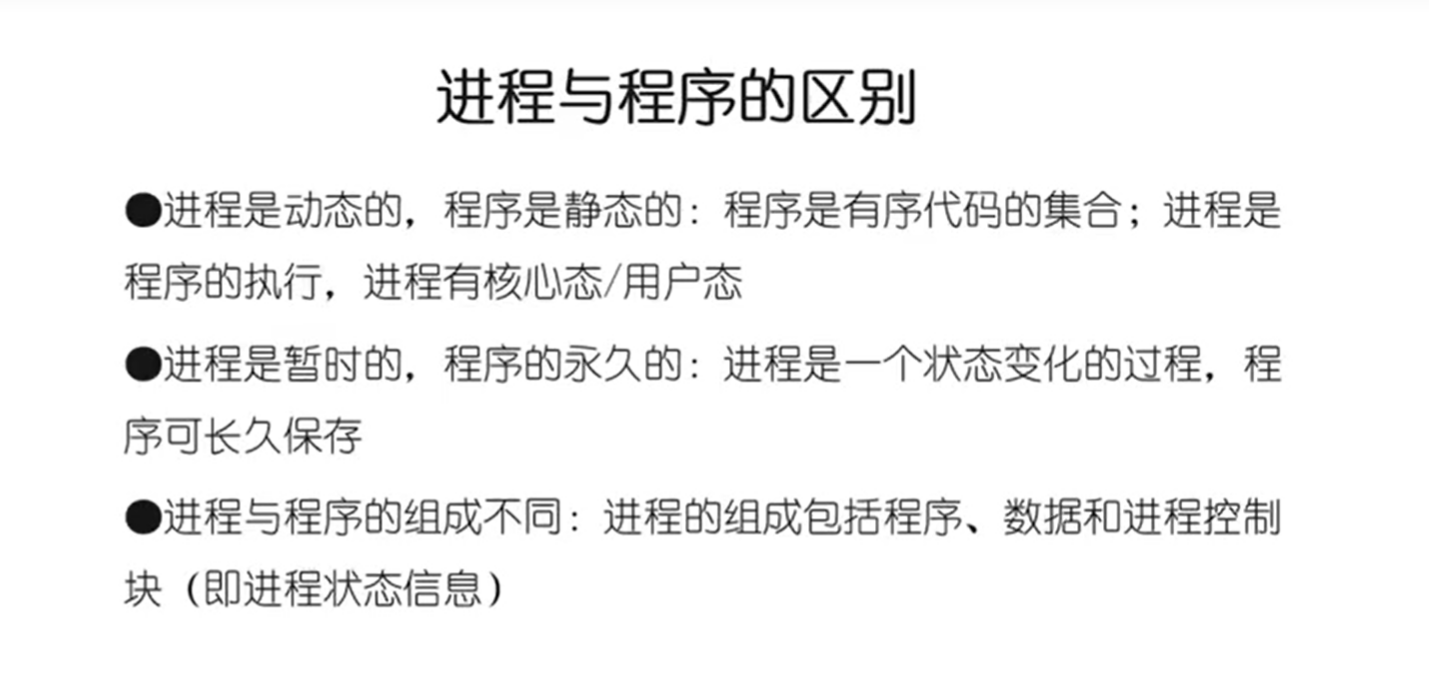 进程与程序的区别
●进程是动态的，程序是静态的：程序是有序代码的集合；进程是
程序的执行，进程有核心态/用户态
●进程是暂时的，程序的永久的：进程是一个状态变化的过程，程
序可长久保存
●进程与程序的组成不同：进程的组成包括程序、数据和进程控制
块（即进程状态信息）